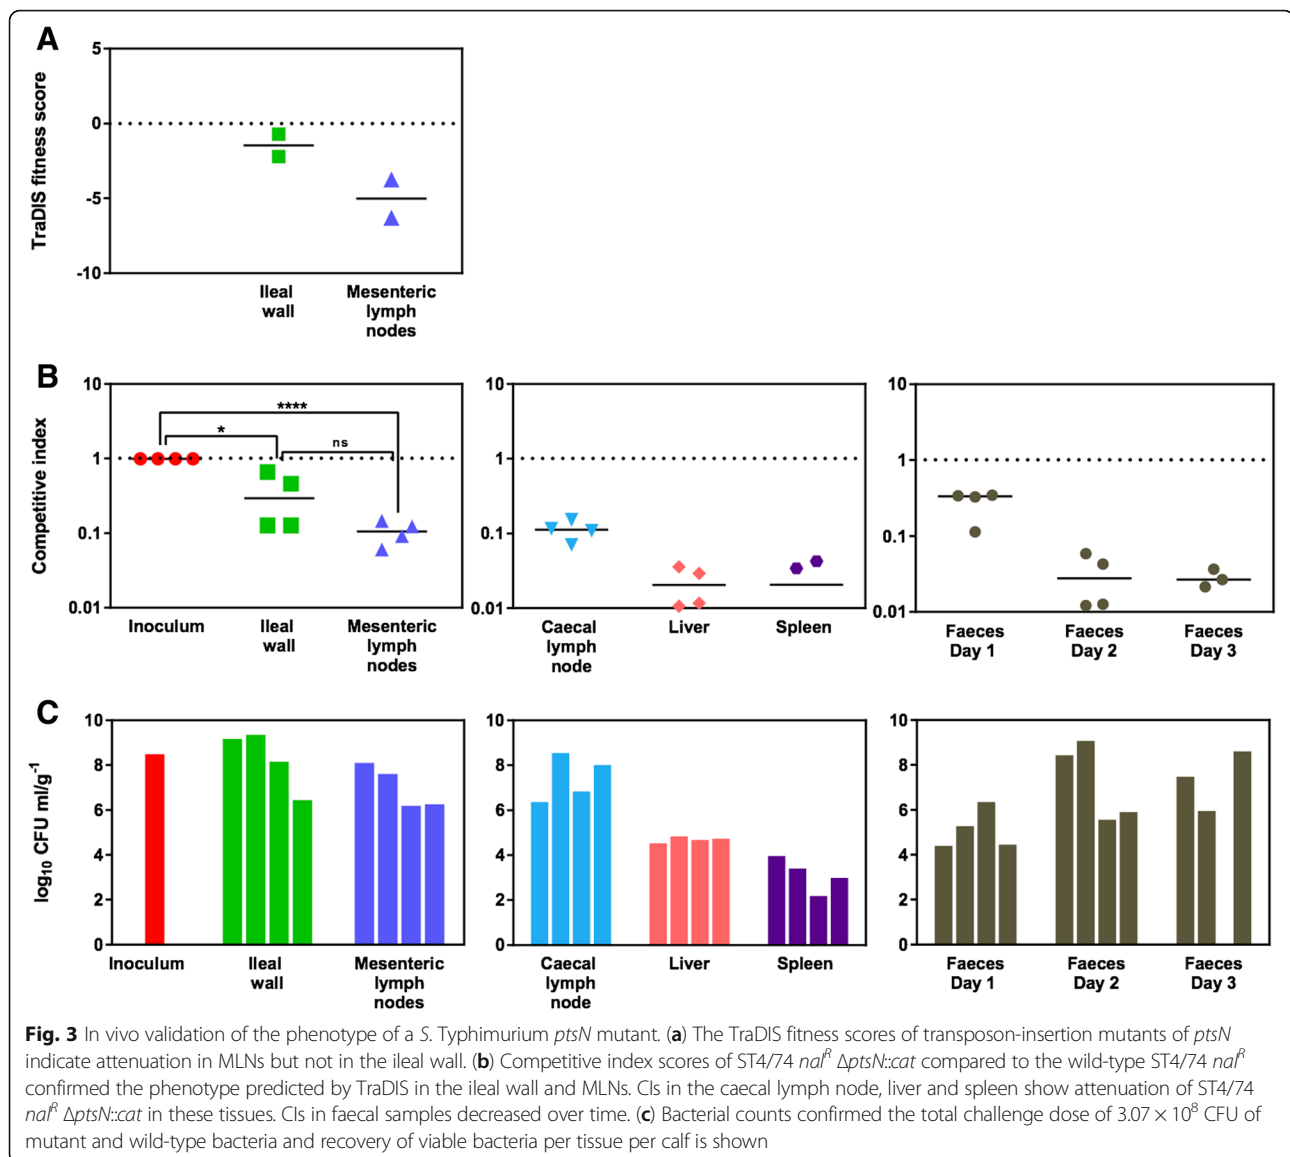 A
TraDIS fitness score
5
0
-5
-10
Ileal
wall
Mesenteric
lymph
nodes
B
Competitive index
10
1
0.1
0.01
****
*
ns
Inoculum
Ileal
wall
Mesenteric
lymph
nodes
10
1
0.1
0.01
Caecal
lymph
node
Liver
Spleen
10
1
0.1
0.01
Faeces
Day 1
Faeces
Day 2
Faeces
Day 3
C
log₁₀ CFU ml/g⁻¹
10
8
6
4
2
0
Inoculum
Ileal
wall
Mesenteric
lymph
nodes
10
8
6
4
2
0
Caecal
lymph
node
Liver
Spleen
10
8
6
4
2
0
Faeces
Day 1
Faeces
Day 2
Faeces
Day 3
Fig. 3 In vivo validation of the phenotype of a S. Typhimurium ptsN mutant. (a) The TraDIS fitness scores of transposon-insertion mutants of ptsN
indicate attenuation in MLNs but not in the ileal wall. (b) Competitive index scores of ST4/74 nalᴿ ΔptsN::cat compared to the wild-type ST4/74 nalᴿ
confirmed the phenotype predicted by TraDIS in the ileal wall and MLNs. CIs in the caecal lymph node, liver and spleen show attenuation of ST4/74
nalᴿ ΔptsN::cat in these tissues. CIs in faecal samples decreased over time. (c) Bacterial counts confirmed the total challenge dose of 3.07 × 10⁸ CFU of
mutant and wild-type bacteria and recovery of viable bacteria per tissue per calf is shown